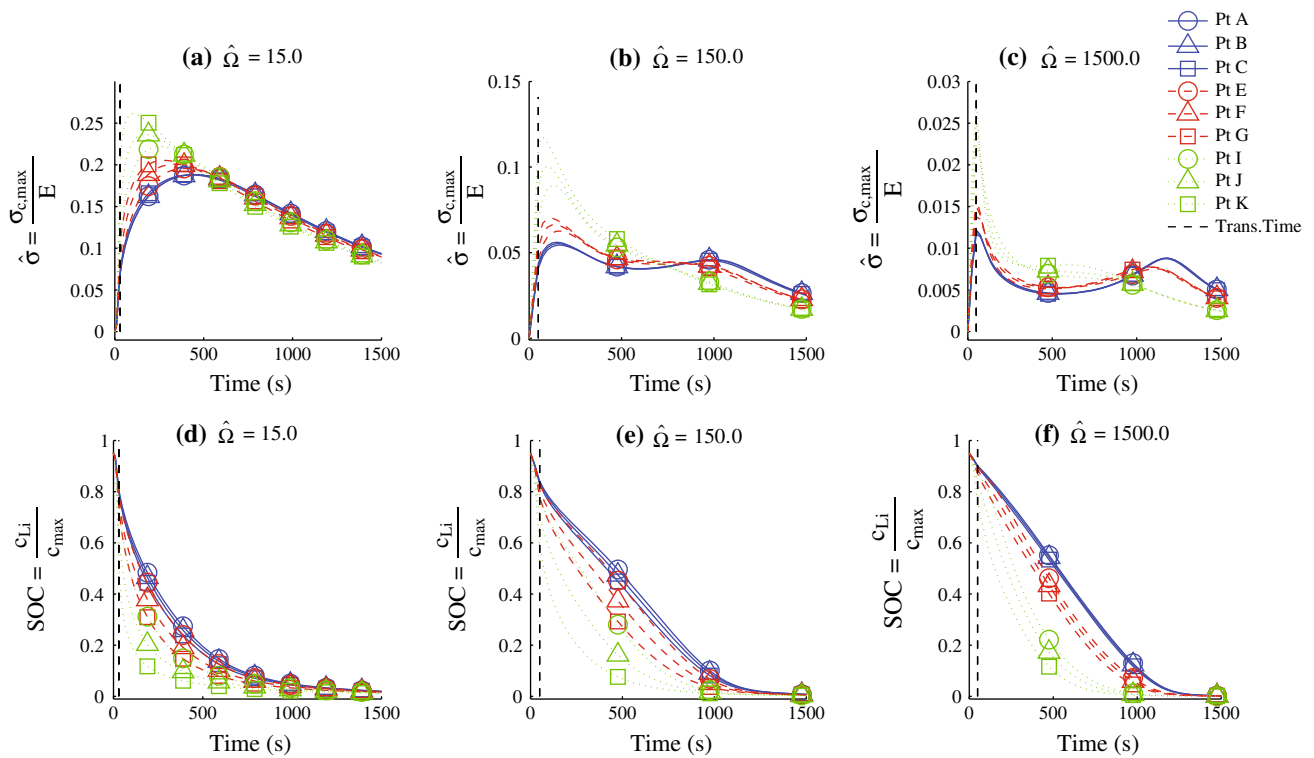 Pt A
Pt B
Pt C
Pt E
Pt F
Pt G
Pt I
Pt J
Pt K
Trans.Time
(a) Ω̂ = 15.0
σ̂ = σc,max / E
0.25
0.2
0.15
0.1
0.05
0
0 500 1000 1500
Time (s)
(b) Ω̂ = 150.0
σ̂ = σc,max / E
0.15
0.1
0.05
0
0 500 1000 1500
Time (s)
(c) Ω̂ = 1500.0
σ̂ = σc,max / E
0.03
0.025
0.02
0.015
0.01
0.005
0
0 500 1000 1500
Time (s)
(d) Ω̂ = 15.0
SOC = cLi / cmax
1
0.8
0.6
0.4
0.2
0
0 500 1000 1500
Time (s)
(e) Ω̂ = 150.0
SOC = cLi / cmax
1
0.8
0.6
0.4
0.2
0
0 500 1000 1500
Time (s)
(f) Ω̂ = 1500.0
SOC = cLi / cmax
1
0.8
0.6
0.4
0.2
0
0 500 1000 1500
Time (s)